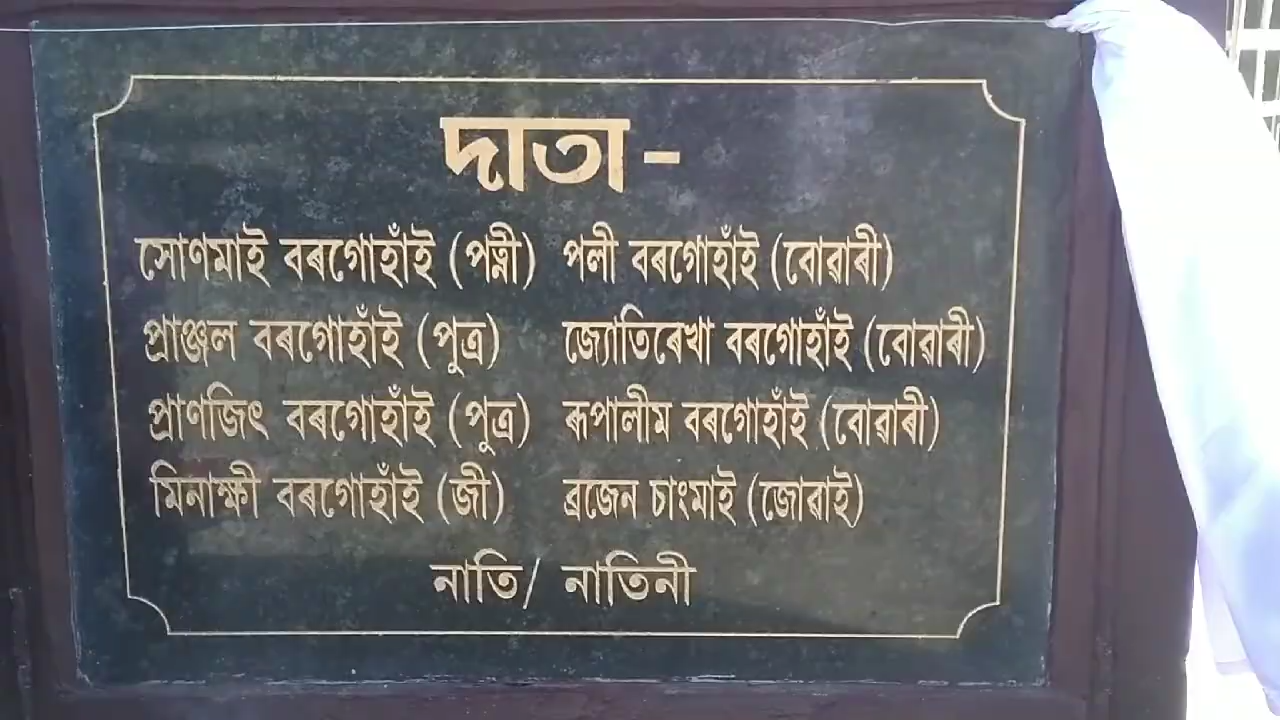 দাতা -
সোণমাই বৰগোহাঁই (পত্নী) পলী বৰগোহাঁই (বোৱাৰী)
প্ৰাঞ্জল বৰগোহাঁই (পুত্ৰ) জ্যোতিৰেখা বৰগোহাঁই (বোৱাৰী)
প্ৰাণজিৎ বৰগোহাঁই (পুত্ৰ) ৰূপালীম বৰগোহাঁই (বোৱাৰী)
মিনাক্ষী বৰগোহাঁই (জী) ব্ৰজেন চাংমাই (জোৱাই)
নাতি/ নাতিনী